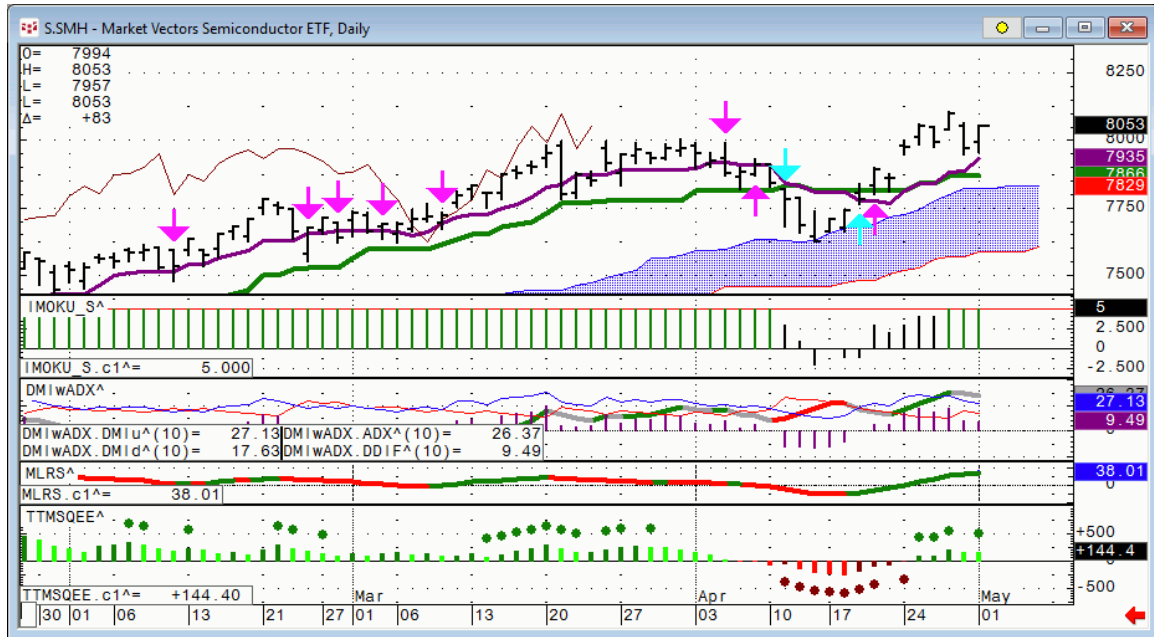 S.SMH - Market Vectors Semiconductor ETF, Daily
O= 7994
H= 8053
L= 7957
L= 8053
Δ= +83
8250
8053
8000
7935
7866
7829
7750
7500
IMOKU_S^
5
2.500
0
-2.500
IMOKU_S.c1^= 5.000
DMIwADX^
26.37
27.13
9.49
0
DMIwADX.DMIu^(10)= 27.13 DMIwADX.ADX^(10)= 26.37
DMIwADX.DMId^(10)= 17.63 DMIwADX.DDIF^(10)= 9.49
MLRS^
38.01
0
MLRS.c1^= 38.01
TTMSQEE^
+500
+144.4
0
-500
TTMSQEE.c1^= +144.40
Mar Apr May
30 01 06 13 21 27 01 06 13 20 27 03 10 17 24 01